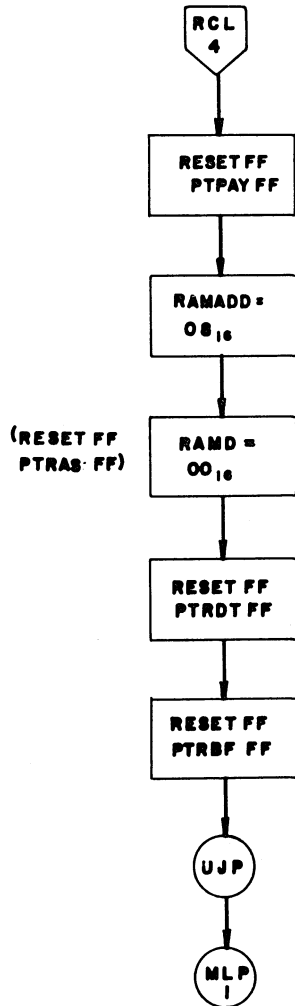 RCL
4
RESET FF
PTPAY FF
RAMADD =
08₁₆
(RESET FF
PTRAS· FF)
RAMD =
00₁₆
RESET FF
PTRDT FF
RESET FF
PTRBF FF
UJP
MLP
1